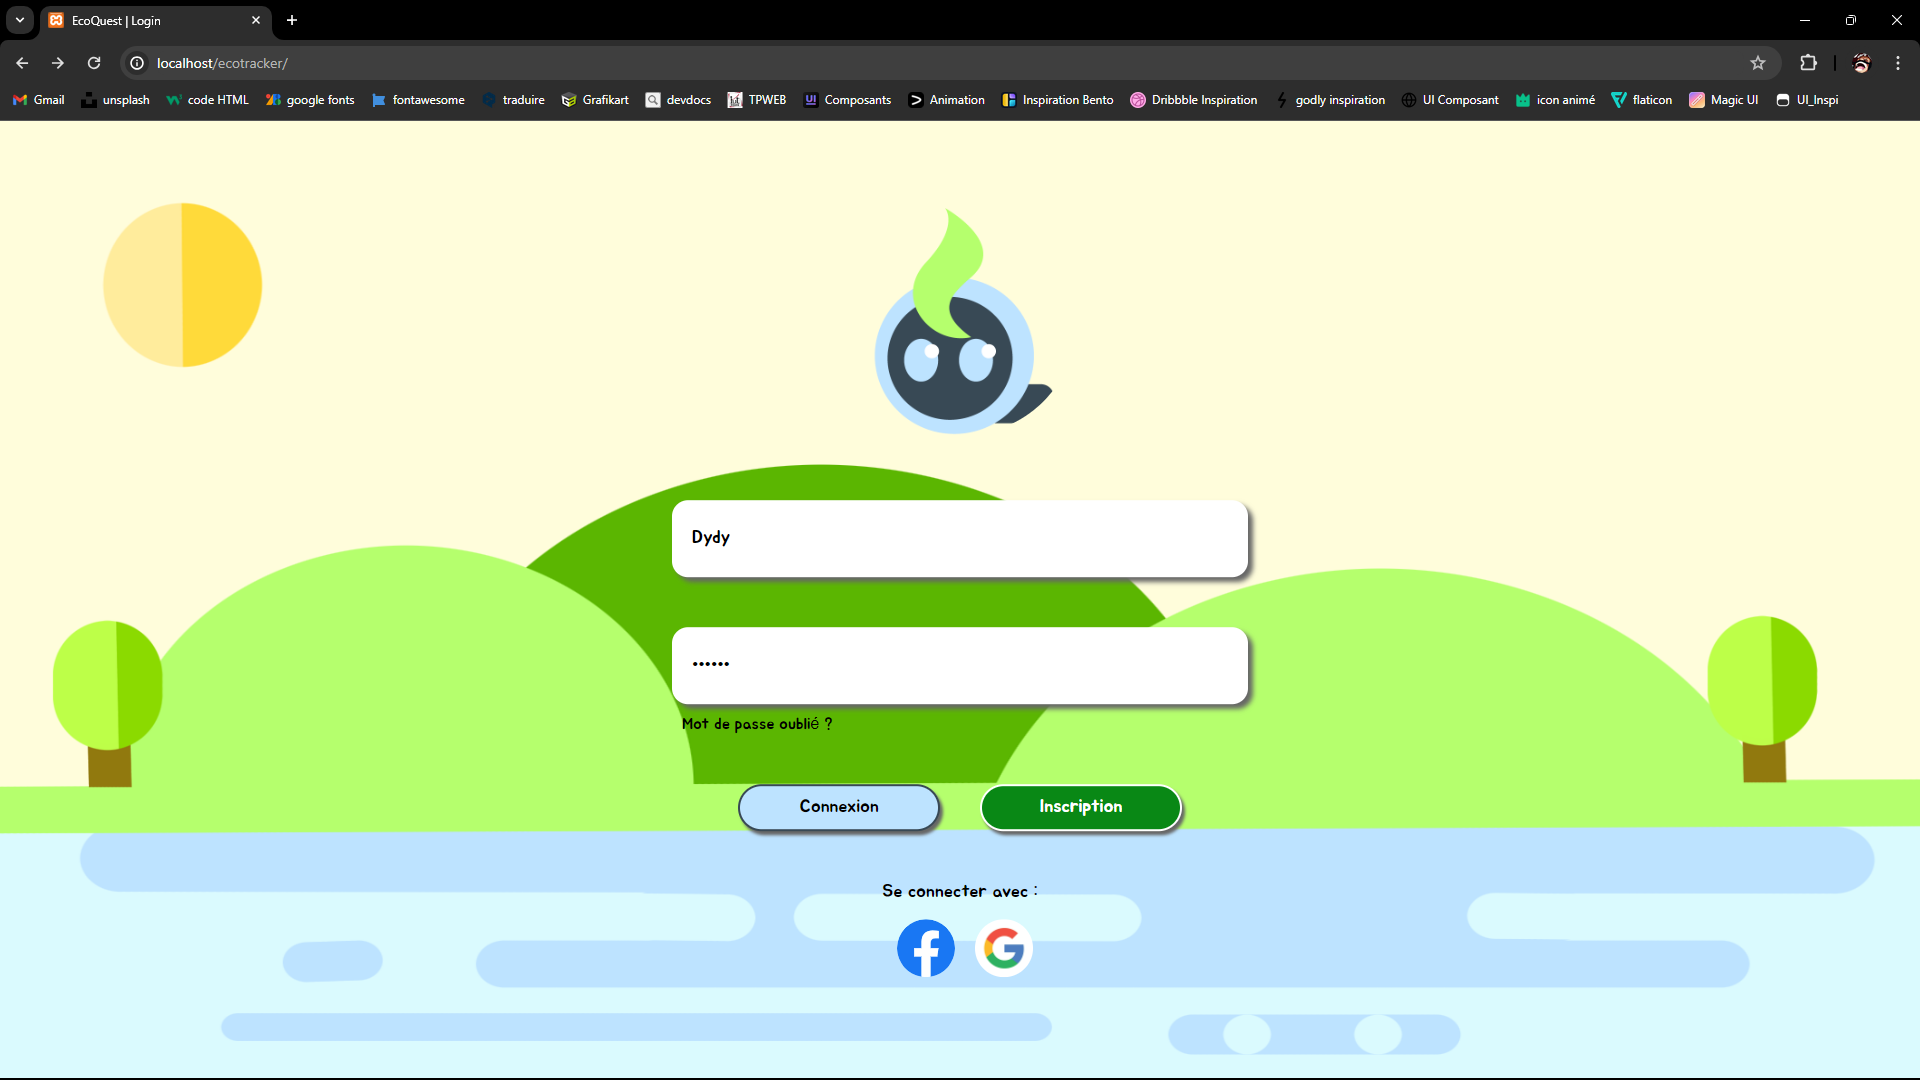 EcoQuest | Login
localhost/ecotracker/
Gmail unsplash code HTML google fonts fontawesome traduire Grafikart devdocs TPWEB Composants Animation Inspiration Bento Dribbble Inspiration godly inspiration UI Composant icon animé flaticon Magic UI UI_Inspi
Dydy
••••••
Mot de passe oublié ?
Connexion Inscription
Se connecter avec :